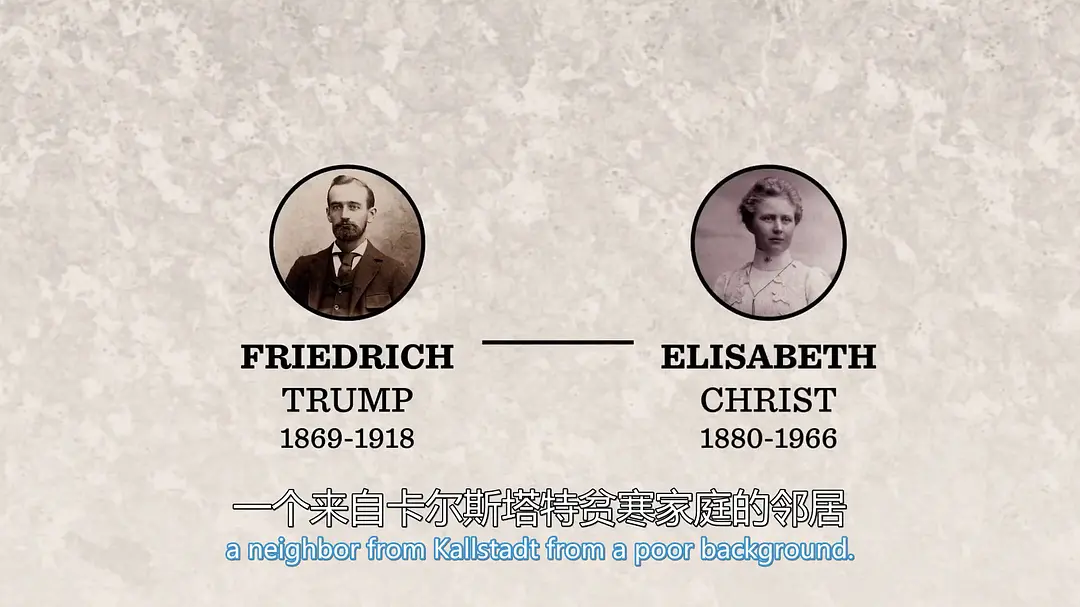 FRIEDRICH
TRUMP
1869-1918
ELISABETH
CHRIST
1880-1966
一个来自卡尔斯塔特贫寒家庭的邻居
a neighbor from Kallstadt from a poor background.